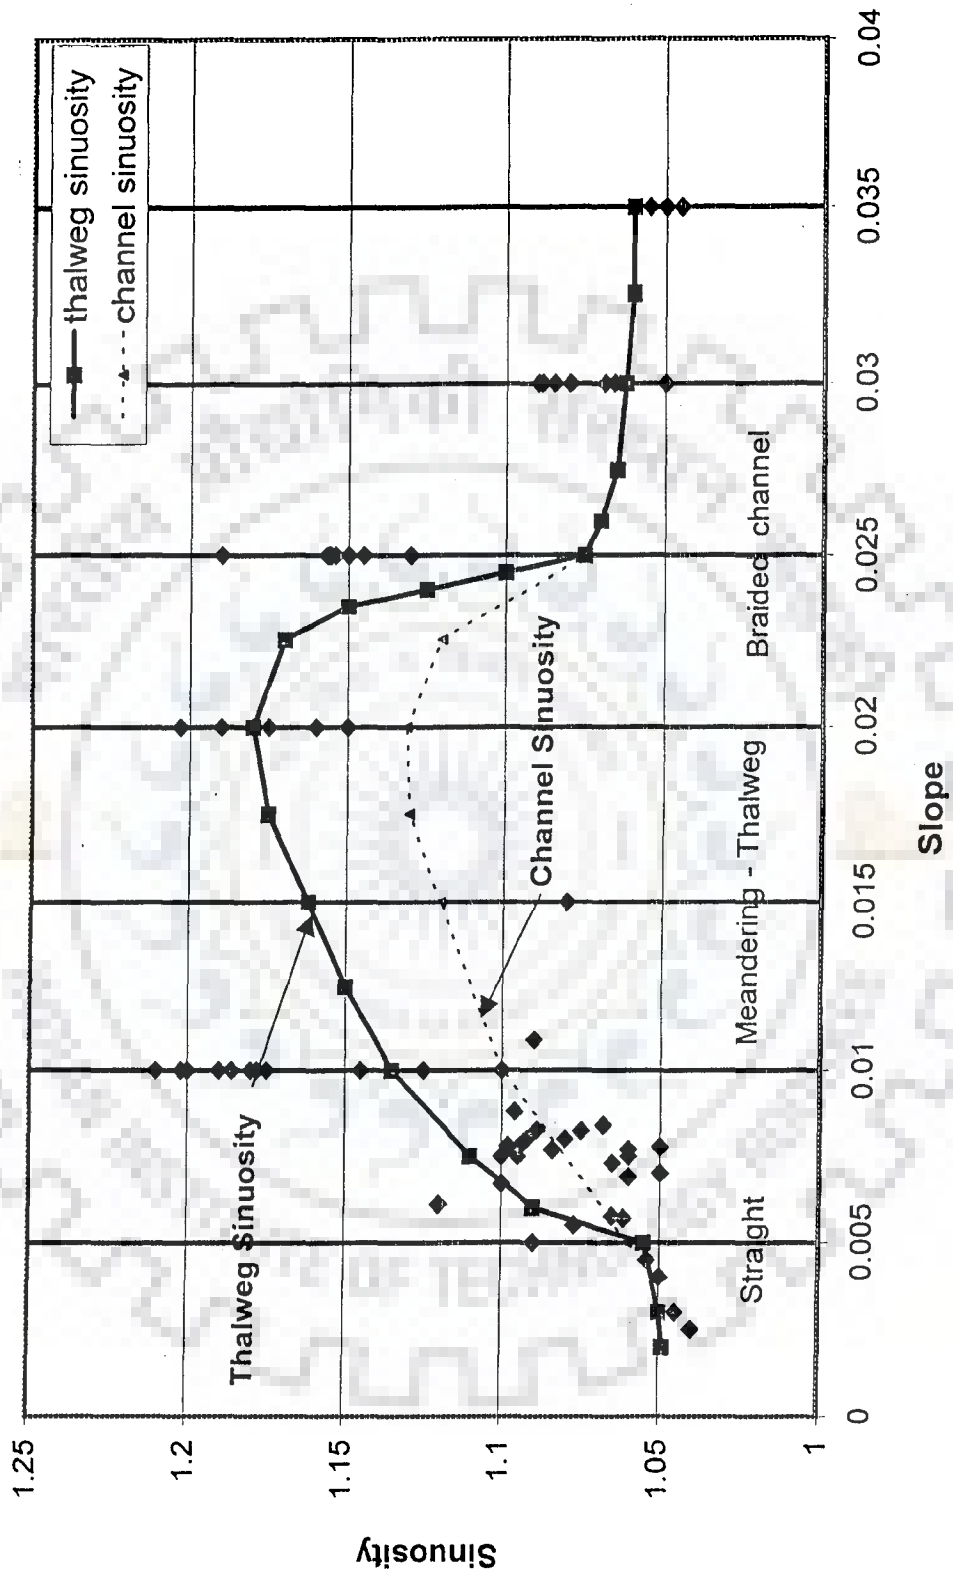 Sinuosity
1.25
1.2
1.15
1.1
1.05
1
thalweg sinuosity
channel sinuosity
Thalweg Sinuosity
Channel Sinuosity
Straight
Meandering - Thalweg
Braided channel
0
0.005
0.01
0.015
0.02
0.025
0.03
0.035
0.04
Slope